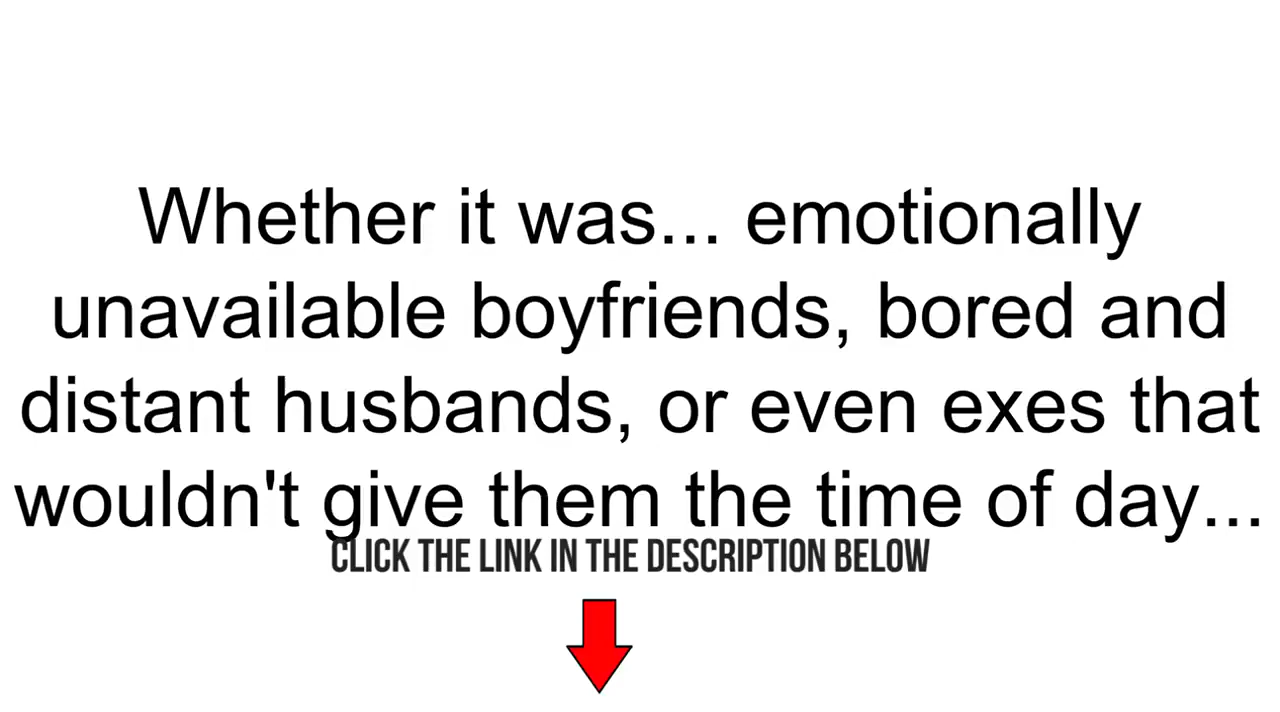 Whether it was... emotionally
unavailable boyfriends, bored and
distant husbands, or even exes that
wouldn't give them the time of day...
CLICK THE LINK IN THE DESCRIPTION BELOW